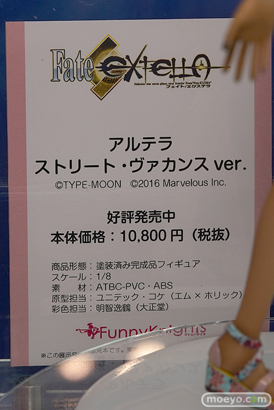 Fate
EXTELLA
フェイト/エクステラ
アルテラ
ストリート・ヴァカンス ver.
©TYPE-MOON ©2016 Marvelous Inc.
好評発売中
本体価格：10,800円（税抜）
商品形態：塗装済み完成品フィギュア
スケール：1/8
素 材：ATBC-PVC・ABS
原型担当：ユニテック・コケ（エム×ホリック）
彩色担当：明智逸鶴（大正堂）
FunnyKnights
※この展示
moeyo.com